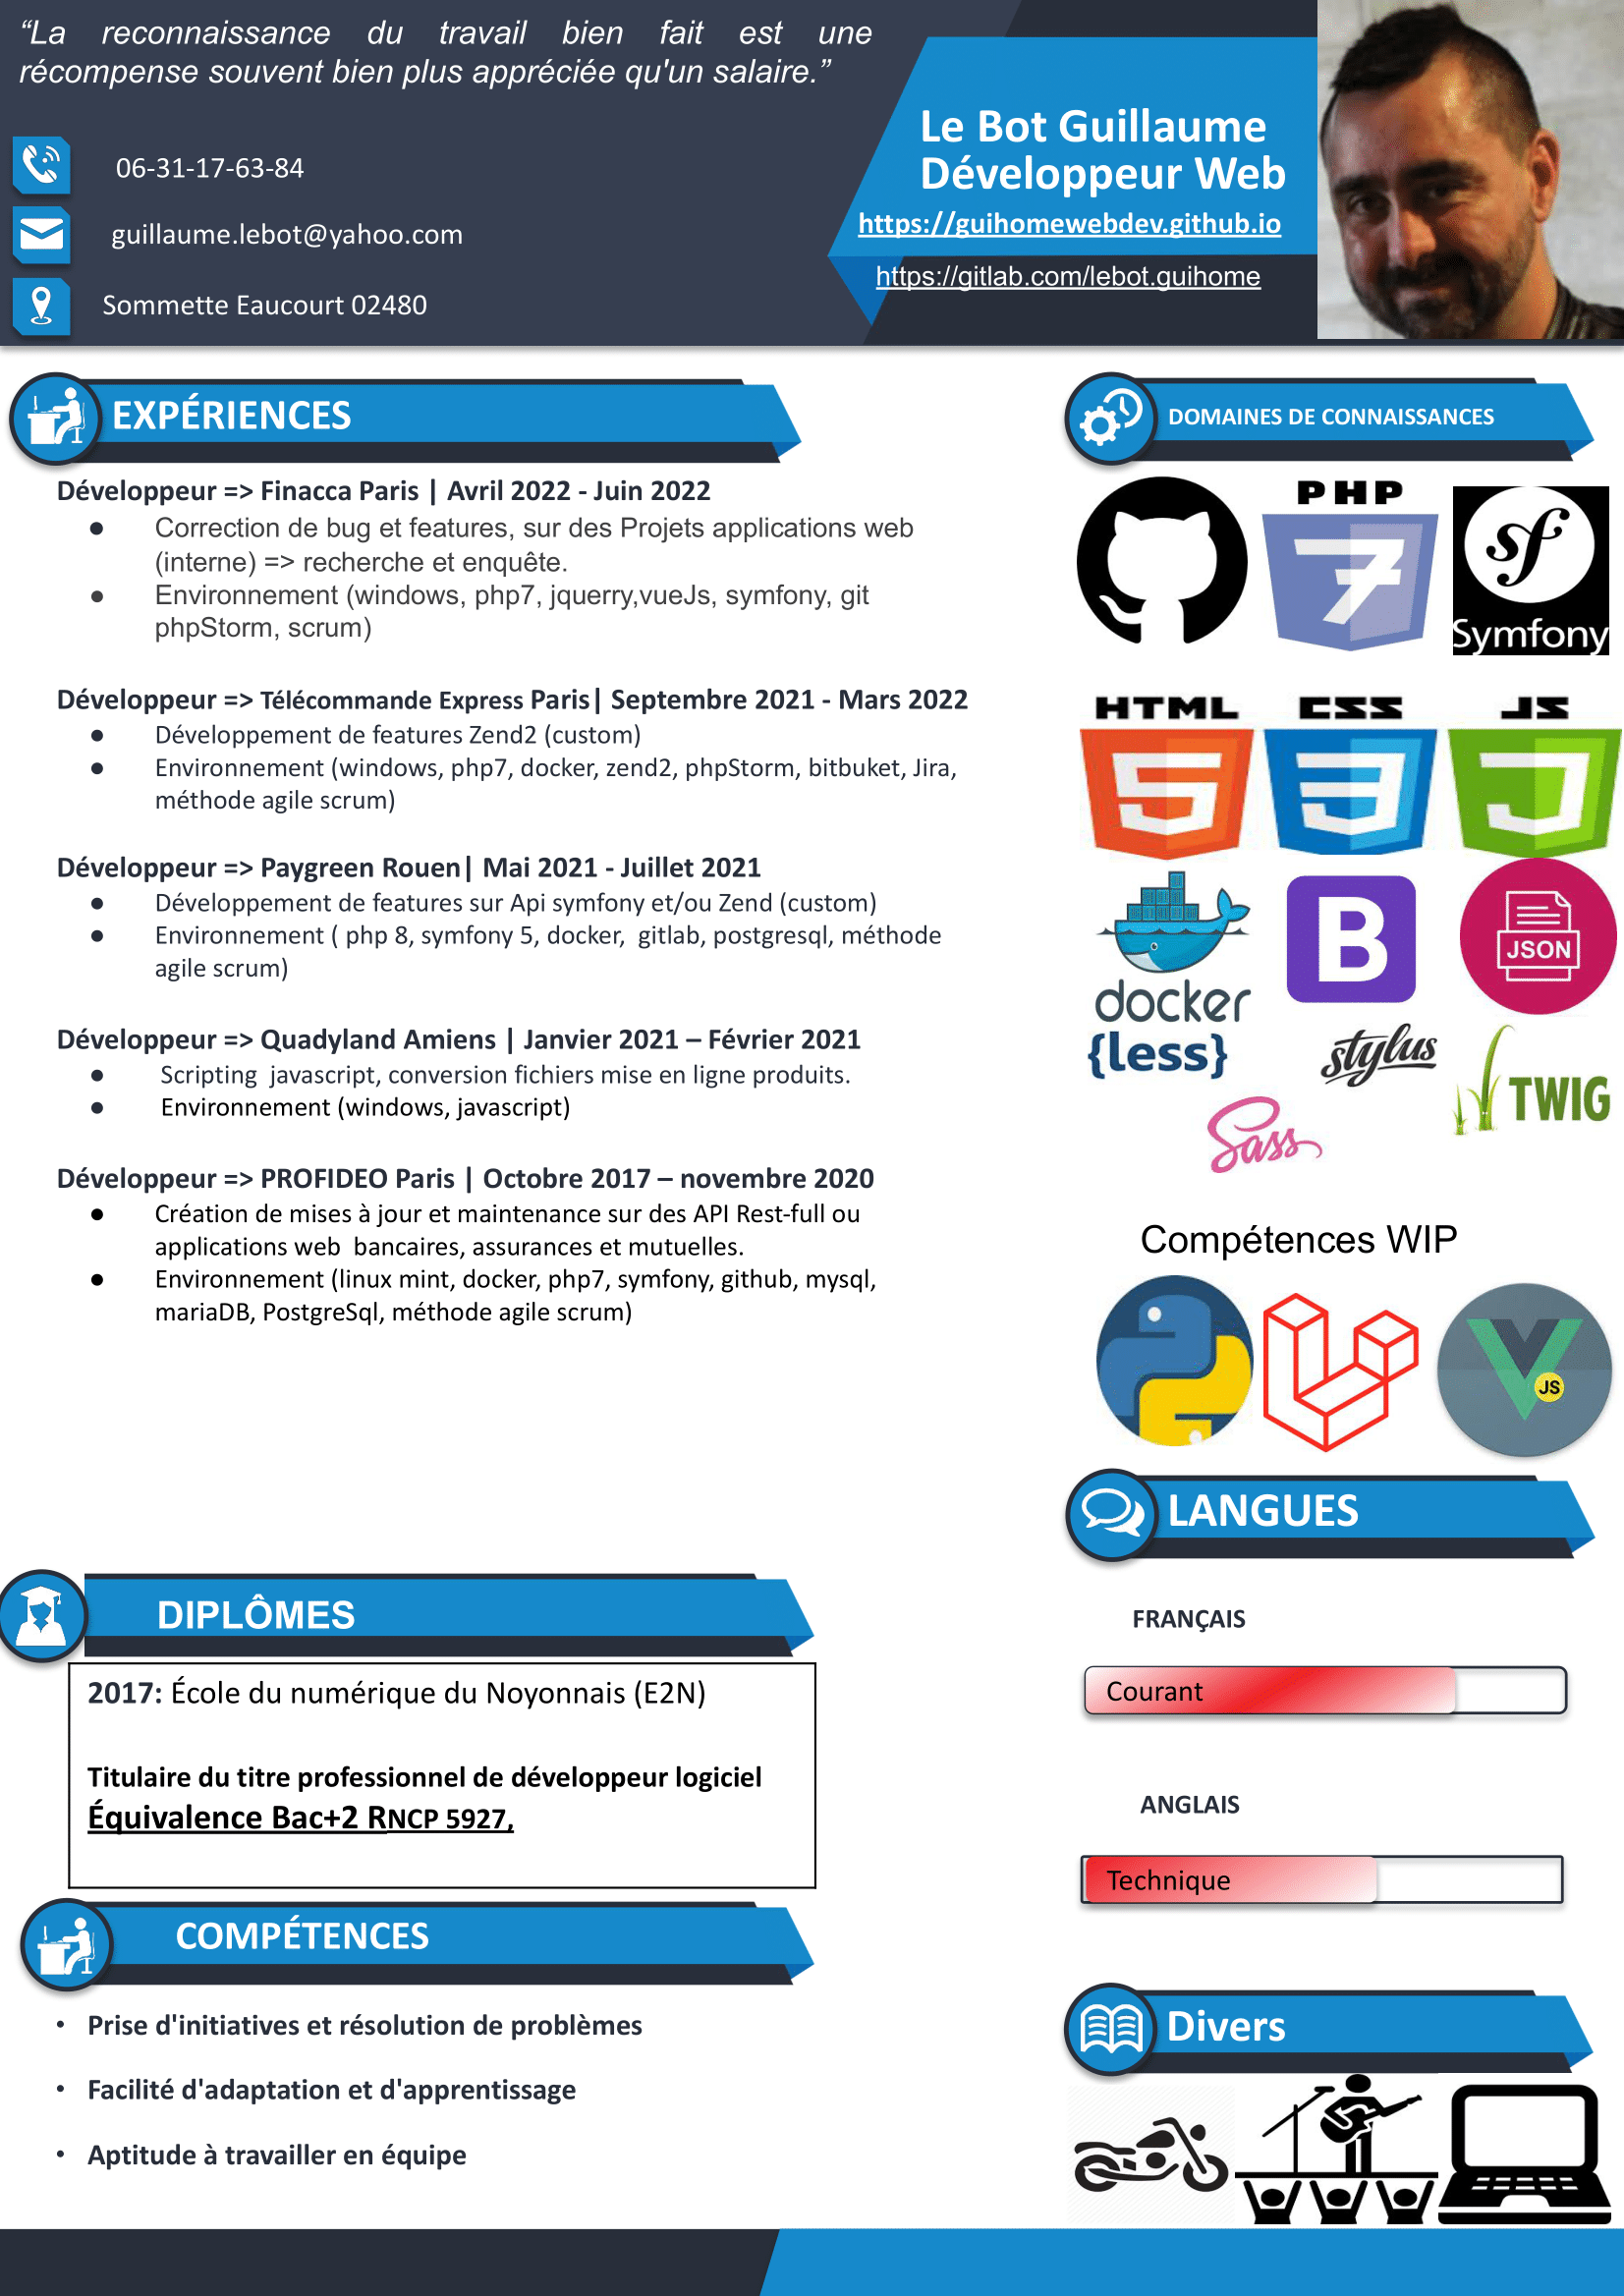 “La reconnaissance du travail bien fait est une
récompense souvent bien plus appréciée qu'un salaire.”
06-31-17-63-84
guillaume.lebot@yahoo.com
Sommette Eaucourt 02480
Le Bot Guillaume
Développeur Web
https://guihomewebdev.github.io
https://gitlab.com/lebot.guihome
EXPÉRIENCES
Développeur => Finacca Paris | Avril 2022 - Juin 2022
● Correction de bug et features, sur des Projets applications web
(interne) => recherche et enquête.
● Environnement (windows, php7, jquerry,vueJs, symfony, git
phpStorm, scrum)
Développeur => Télécommande Express Paris| Septembre 2021 - Mars 2022
● Développement de features Zend2 (custom)
● Environnement (windows, php7, docker, zend2, phpStorm, bitbuket, Jira,
méthode agile scrum)
Développeur => Paygreen Rouen| Mai 2021 - Juillet 2021
● Développement de features sur Api symfony et/ou Zend (custom)
● Environnement ( php 8, symfony 5, docker, gitlab, postgresql, méthode
agile scrum)
Développeur => Quadyland Amiens | Janvier 2021 – Février 2021
● Scripting javascript, conversion fichiers mise en ligne produits.
● Environnement (windows, javascript)
Développeur => PROFIDEO Paris | Octobre 2017 – novembre 2020
● Création de mises à jour et maintenance sur des API Rest-full ou
applications web bancaires, assurances et mutuelles.
● Environnement (linux mint, docker, php7, symfony, github, mysql,
mariaDB, PostgreSql, méthode agile scrum)
DIPLÔMES
2017: École du numérique du Noyonnais (E2N)
Titulaire du titre professionnel de développeur logiciel
Équivalence Bac+2 RNCP 5927,
COMPÉTENCES
• Prise d'initiatives et résolution de problèmes
• Facilité d'adaptation et d'apprentissage
• Aptitude à travailler en équipe
DOMAINES DE CONNAISSANCES
PHP
7
sf
Symfony
HTML
5
CSS
3
JS
J
docker
B
JSON
{less}
stylus
TWIG
Sass
Compétences WIP
JS
LANGUES
FRANÇAIS
Courant
ANGLAIS
Technique
Divers